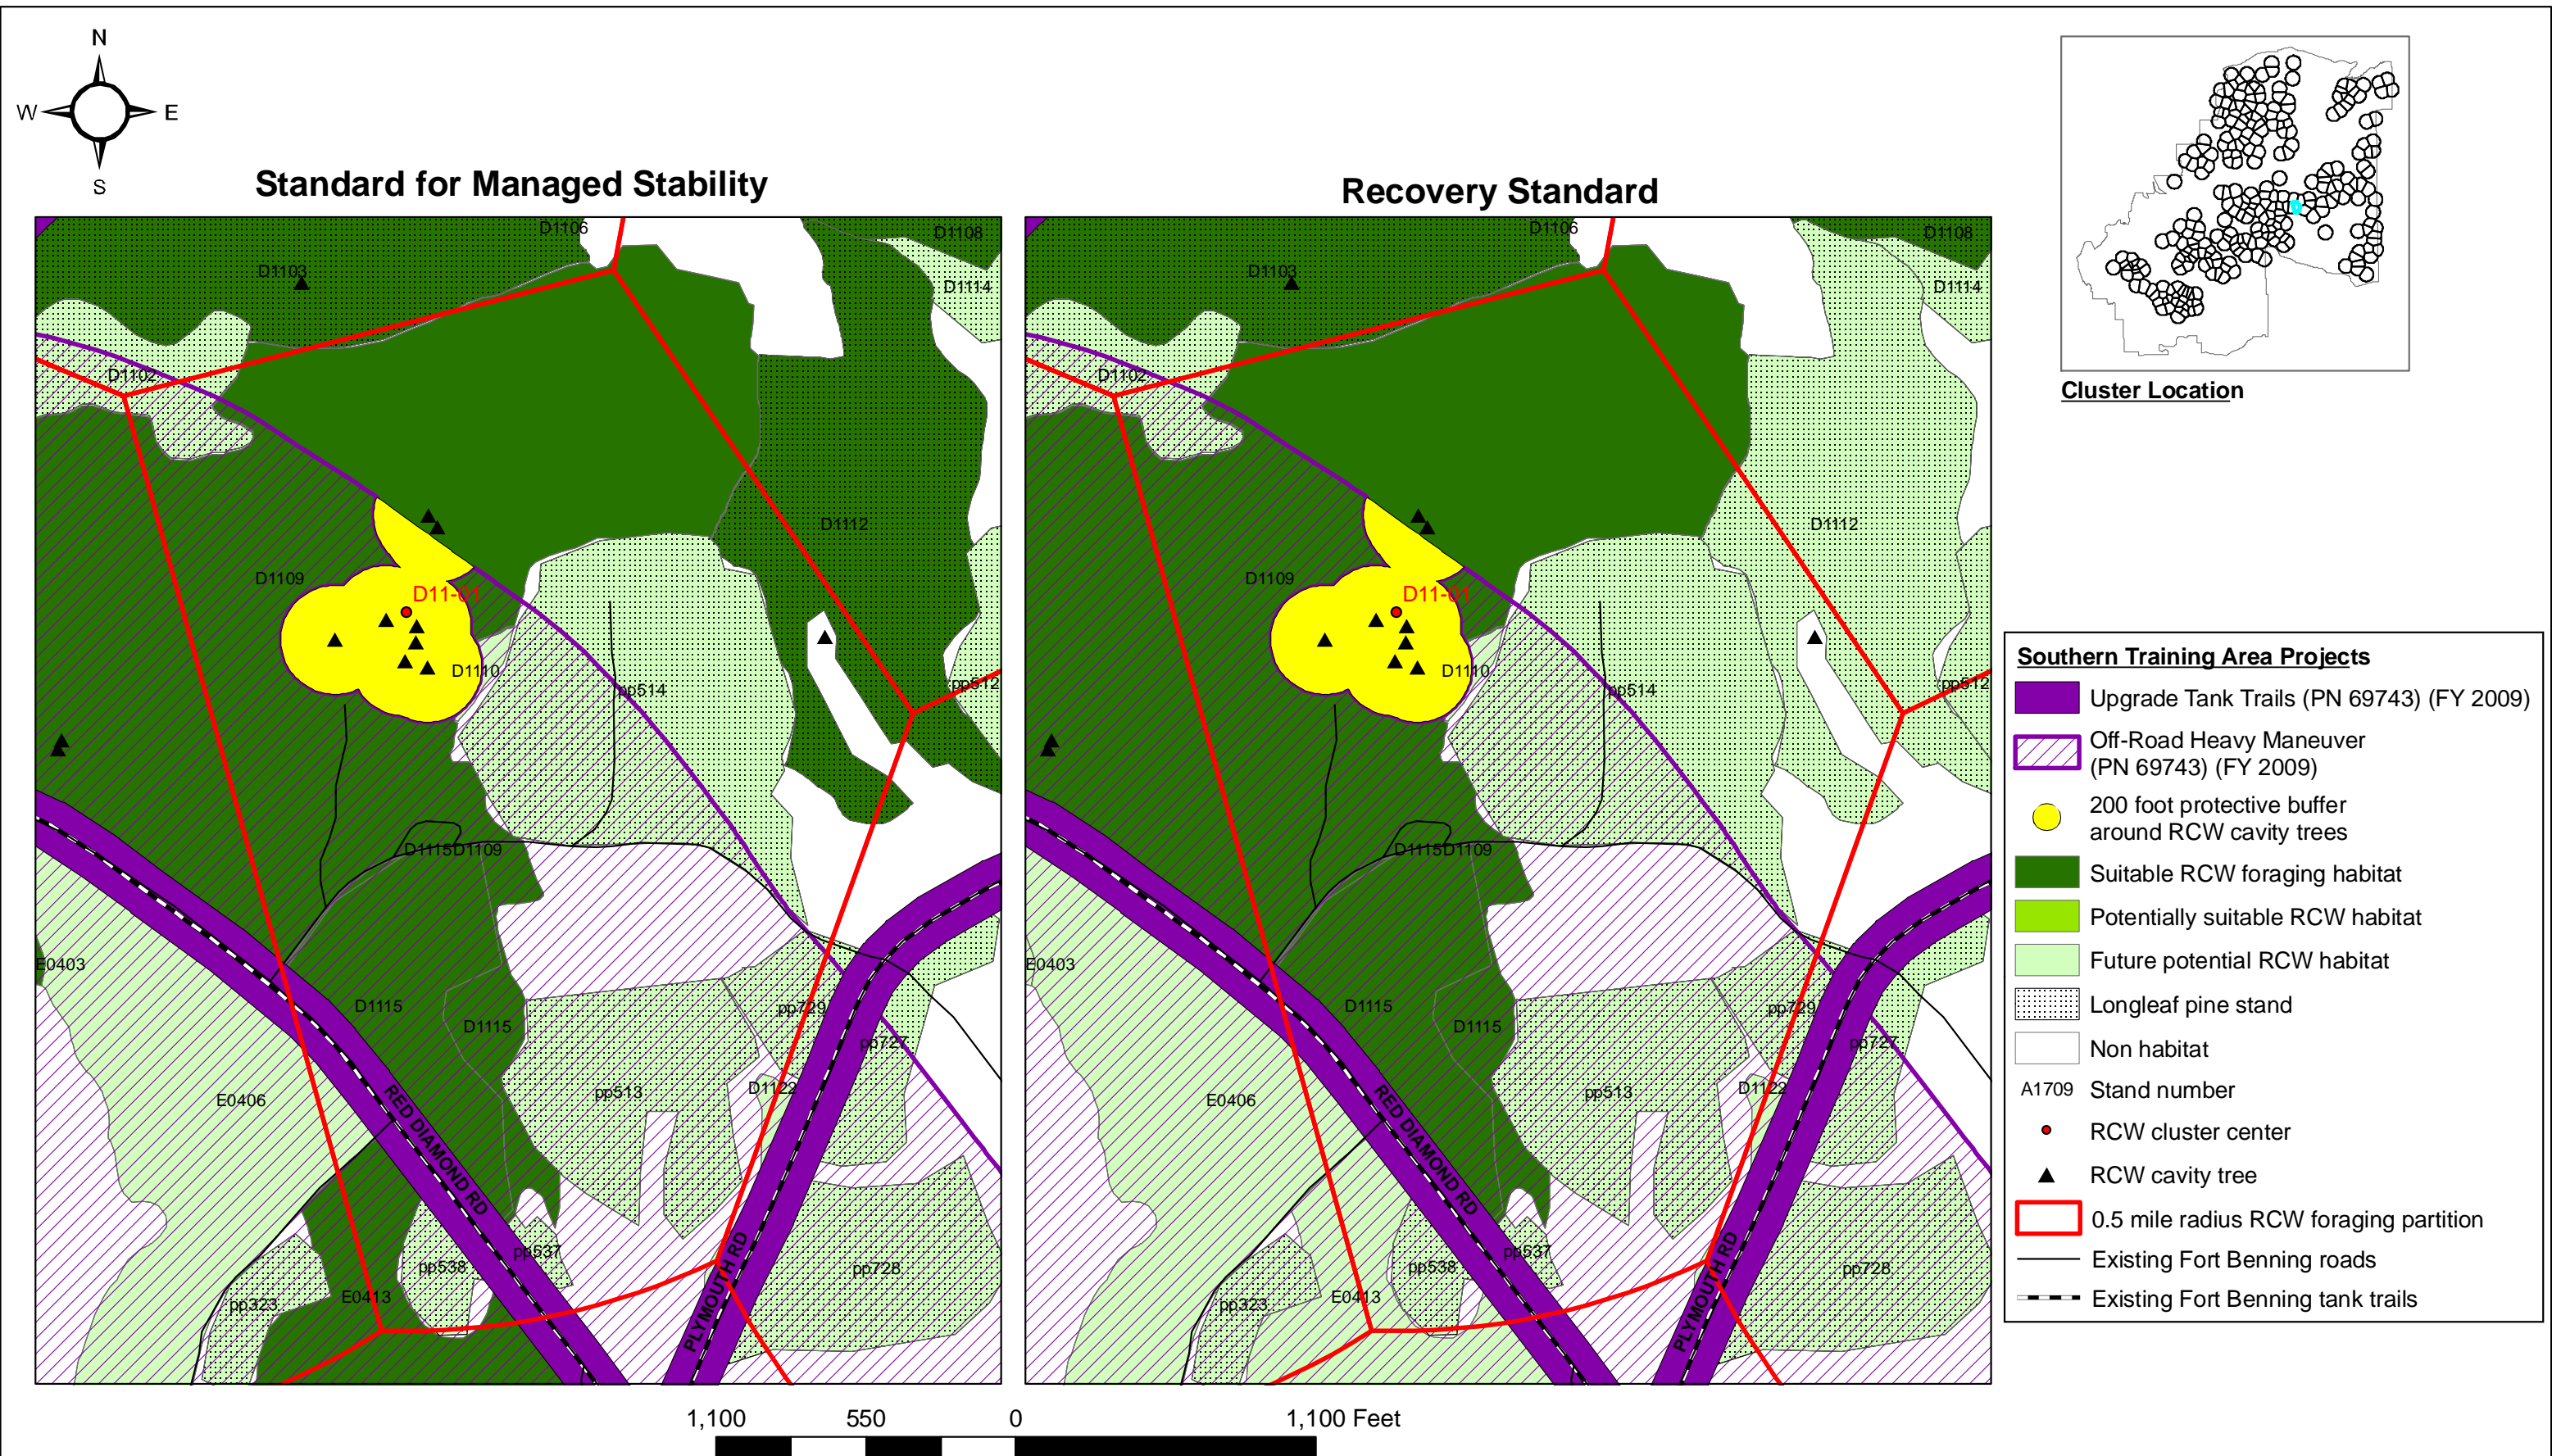 N
W E
S
Standard for Managed Stability
Recovery Standard
Cluster Location
D1106
D1108
D1103
D1114
D1102
D1112
D1109
D11-01
D1110
pp514
pp512
D1115D1109
E0403
D1115
D1115
pp729
pp727
E0406
pp513
D1122
RED DIAMOND RD
pp537
pp538
PLYMOUTH RD
pp728
pp323
E0413
D1106
D1108
D1103
D1114
D1102
D1112
D1109
D11-01
D1110
pp514
pp512
D1115D1109
E0403
D1115
D1115
pp729
pp727
E0406
pp513
D1122
RED DIAMOND RD
pp537
pp538
PLYMOUTH RD
pp728
pp323
E0413
Southern Training Area Projects
Upgrade Tank Trails (PN 69743) (FY 2009)
Off-Road Heavy Maneuver
(PN 69743) (FY 2009)
200 foot protective buffer
around RCW cavity trees
Suitable RCW foraging habitat
Potentially suitable RCW habitat
Future potential RCW habitat
Longleaf pine stand
Non habitat
A1709 Stand number
RCW cluster center
RCW cavity tree
0.5 mile radius RCW foraging partition
Existing Fort Benning roads
Existing Fort Benning tank trails
1,100 550 0 1,100 Feet